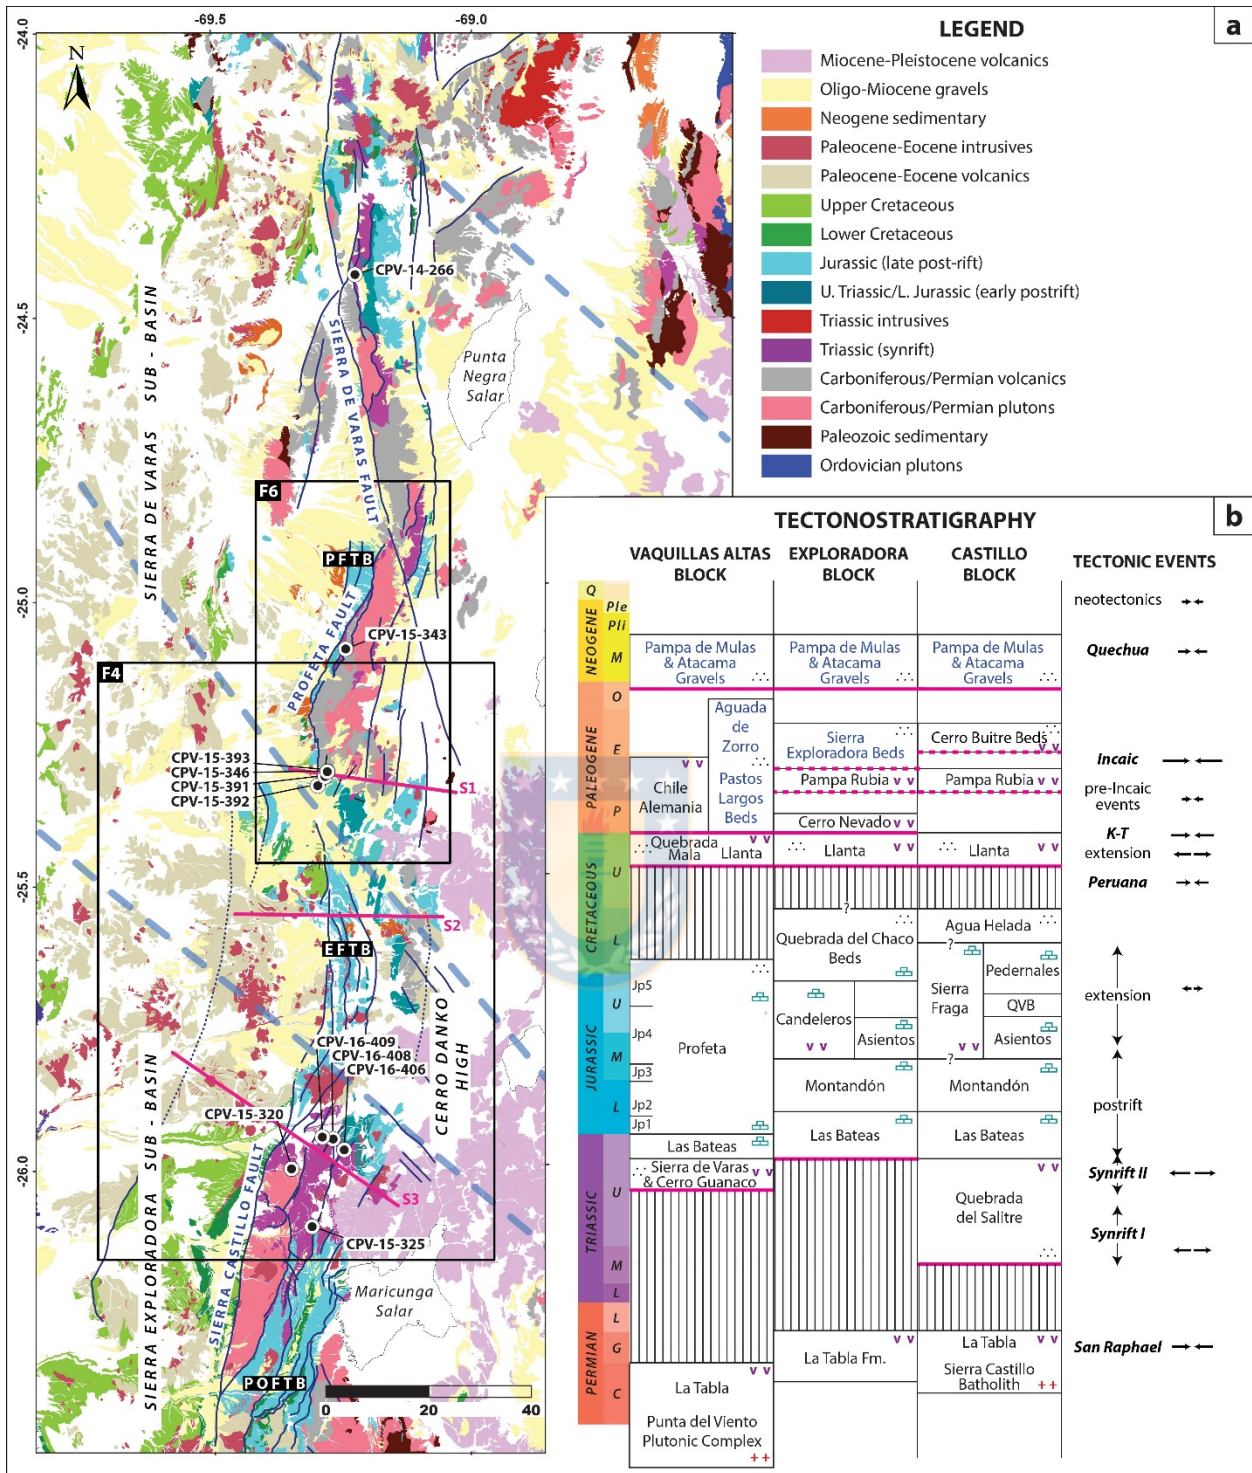 -69.5
-69.0
a
-24.0
-24.5
-25.0
-25.5
-26.0
N
SIERRA DE VARAS SUB - BASIN
SIERRA EXPLORADORA SUB - BASIN
CPV-14-266
SIERRA DE VARAS FAULT
Punta
Negra
Salar
F6
PFTB
PROFETA FAULT
CPV-15-343
F4
CPV-15-393
CPV-15-346
CPV-15-391
CPV-15-392
S1
S2
EFTB
CERRO DANKO
HIGH
CPV-16-409
CPV-16-408
CPV-16-406
CPV-15-320
S3
SIERRA CASTILLO FAULT
CPV-15-325
Maricunga
Salar
POFTB
0 20 40
LEGEND
Miocene-Pleistocene volcanics
Oligo-Miocene gravels
Neogene sedimentary
Paleocene-Eocene intrusives
Paleocene-Eocene volcanics
Upper Cretaceous
Lower Cretaceous
Jurassic (late post-rift)
U. Triassic/L. Jurassic (early postrift)
Triassic intrusives
Triassic (synrift)
Carboniferous/Permian volcanics
Carboniferous/Permian plutons
Paleozoic sedimentary
Ordovician plutons
b
TECTONOSTRATIGRAPHY
VAQUILLAS ALTAS
BLOCK
EXPLORADORA
BLOCK
CASTILLO
BLOCK
TECTONIC EVENTS
Q
NEOGENE
Ple
Pli
M
PALEOGENE
O
E
P
CRETACEOUS
U
L
JURASSIC
U
M
L
TRIASSIC
U
M
L
PERMIAN
L
G
C
Jp5
Jp4
Jp3
Jp2
Jp1
Pampa de Mulas
& Atacama
Gravels
Aguada
de
Zorro
Pastos
Largos
Beds
v v
Chile
Alemania
Quebrada v v
Mala Llanta
Profeta
Las Bateas
Sierra de Varas v v
& Cerro Guanaco
v v
La Tabla
Punta del Viento
Plutonic Complex
++
Pampa de Mulas
& Atacama
Gravels
Sierra
Exploradora Beds
Pampa Rubia v v
Cerro Nevado v v
Llanta v v
?
Quebrada del Chaco
Beds
Candeleros
v v
Asientos
Montandón
Las Bateas
v v
La Tabla Fm.
Pampa de Mulas
& Atacama
Gravels
Cerro Buitre Beds
v v
Pampa Rubia v v
Llanta v v
Agua Helada
?
Sierra
Fraga
v v
?
Pedernales
QVB
Asientos
Montandón
Las Bateas
v v
Quebrada
del Salitre
La Tabla v v
Sierra Castillo
Batholith ++
neotectonics
Quechua
Incaic
pre-Incaic
events
K-T
extension
Peruana
extension
postrift
Synrift II
Synrift I
San Raphael